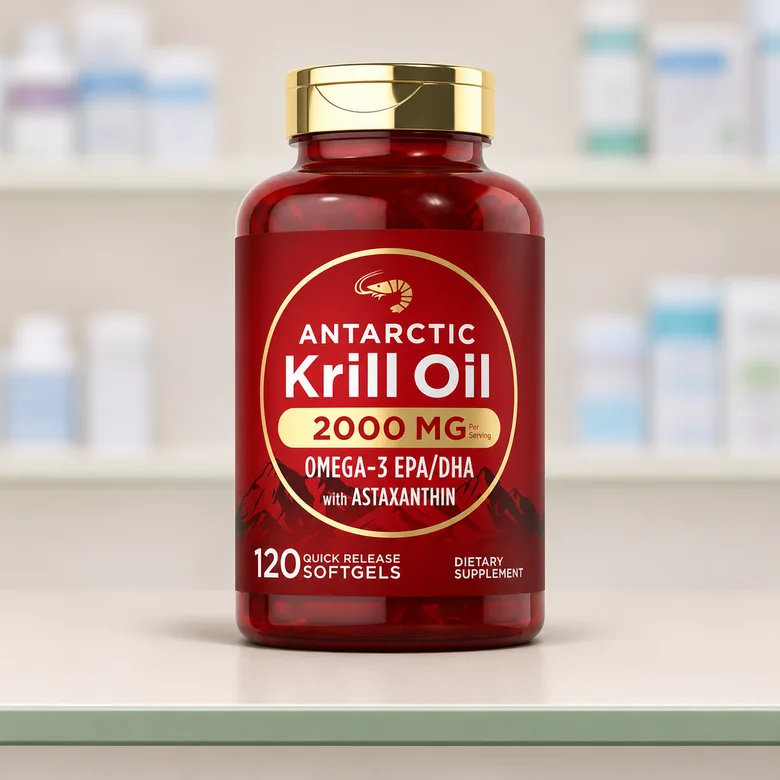 ANTARCTIC
Krill Oil
2000 MG Per Serving
OMEGA-3 EPA/DHA
with ASTAXANTHIN
120 QUICK RELEASE SOFTGELS
DIETARY SUPPLEMENT